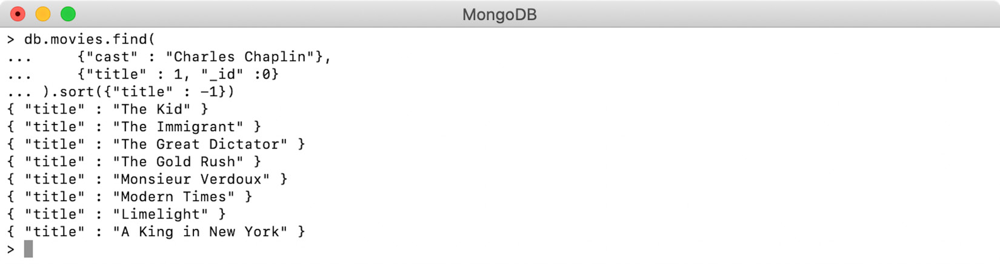 MongoDB
> db.movies.find(
...     {"cast" : "Charles Chaplin"},
...     {"title" : 1, "_id" :0}
... ).sort({"title" : -1})
{ "title" : "The Kid" }
{ "title" : "The Immigrant" }
{ "title" : "The Great Dictator" }
{ "title" : "The Gold Rush" }
{ "title" : "Monsieur Verdoux" }
{ "title" : "Modern Times" }
{ "title" : "Limelight" }
{ "title" : "A King in New York" }
>